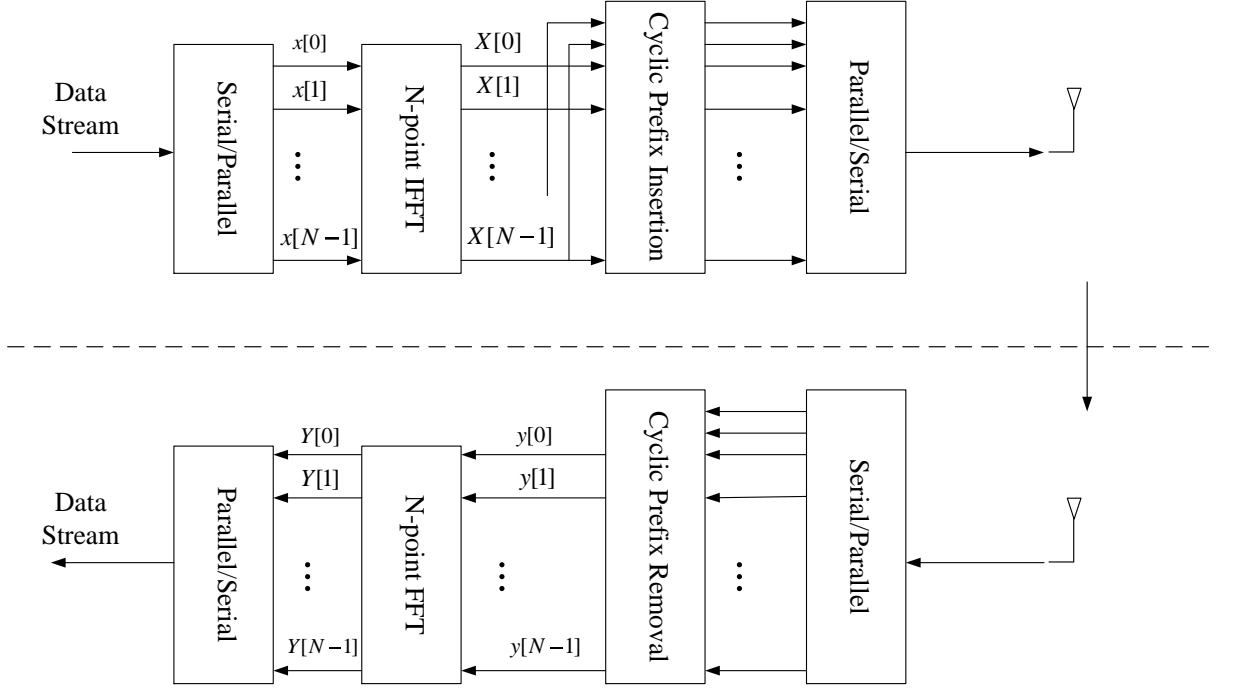 Data
Stream
Serial/Parallel
x[0]
x[1]
x[N−1]
N-point IFFT
X[0]
X[1]
X[N−1]
Cyclic Prefix Insertion
Parallel/Serial
Data
Stream
Parallel/Serial
Y[0]
Y[1]
Y[N−1]
N-point FFT
y[0]
y[1]
y[N−1]
Cyclic Prefix Removal
Serial/Parallel